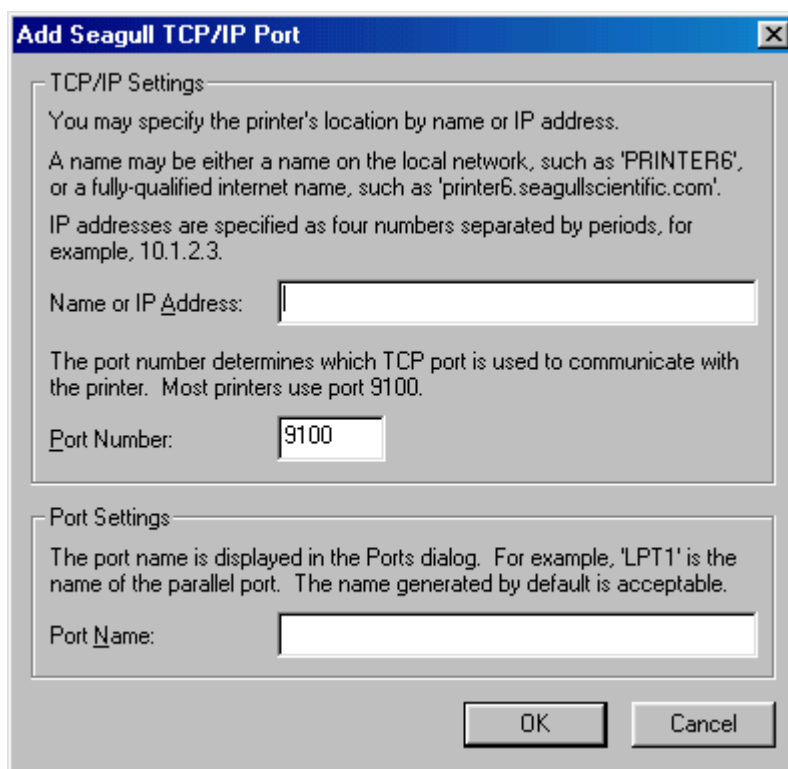 Add Seagull TCP/IP Port
TCP/IP Settings
You may specify the printer's location by name or IP address.
A name may be either a name on the local network, such as 'PRINTER6',
or a fully-qualified internet name, such as 'printer6.seagullscientific.com'.
IP addresses are specified as four numbers separated by periods, for
example, 10.1.2.3.
Name or IP Address:
The port number determines which TCP port is used to communicate with
the printer.  Most printers use port 9100.
Port Number: 9100
Port Settings
The port name is displayed in the Ports dialog.  For example, 'LPT1' is the
name of the parallel port.  The name generated by default is acceptable.
Port Name:
OK Cancel